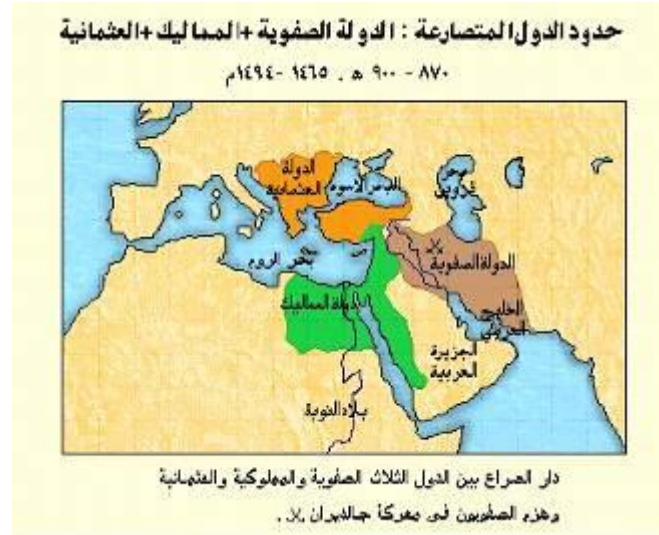 حدود الدول المتصارعة : الدولة الصفوية +المماليك +العثمانية
٨٧٠ - ٩٠٠ هـ . ١٤٦٥ -١٤٩٤م
الدولة
العثمانية
البحر الاسود
بحر
قزوين
بحر الروم
الدولة الصفوية
دولة المماليك
الخليج
العربي
الجزيرة
العربية
بلاد النوبة
دار الصراع بين الدول الثلاث الصفوية والمملوكية والعثمانية
وهزم الصفويون فى معركة جالديران .